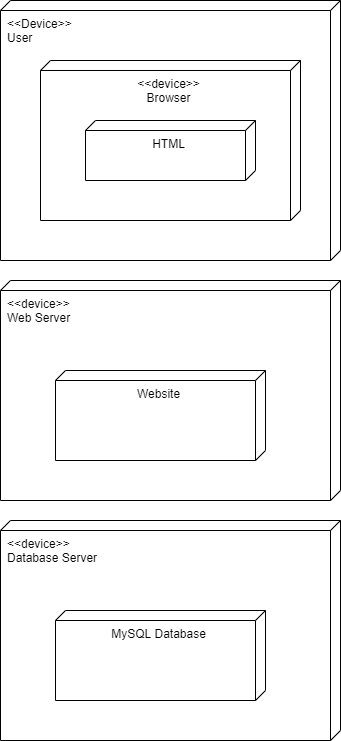 <<Device>>
User
<<device>>
Browser
HTML
<<device>>
Web Server
Website
<<device>>
Database Server
MySQL Database